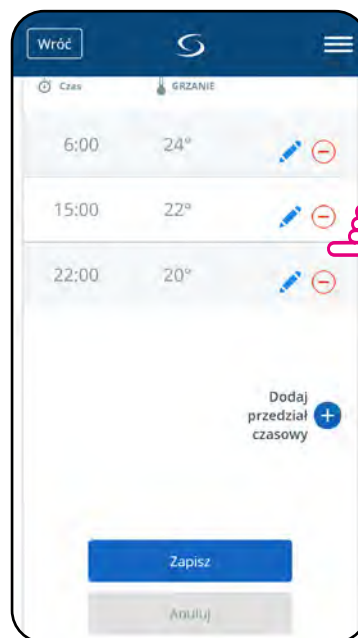 Wróć
Czas GRZANIE
6:00 24°
15:00 22°
22:00 20°
Dodaj
przedział
czasowy
Zapisz
Anuluj